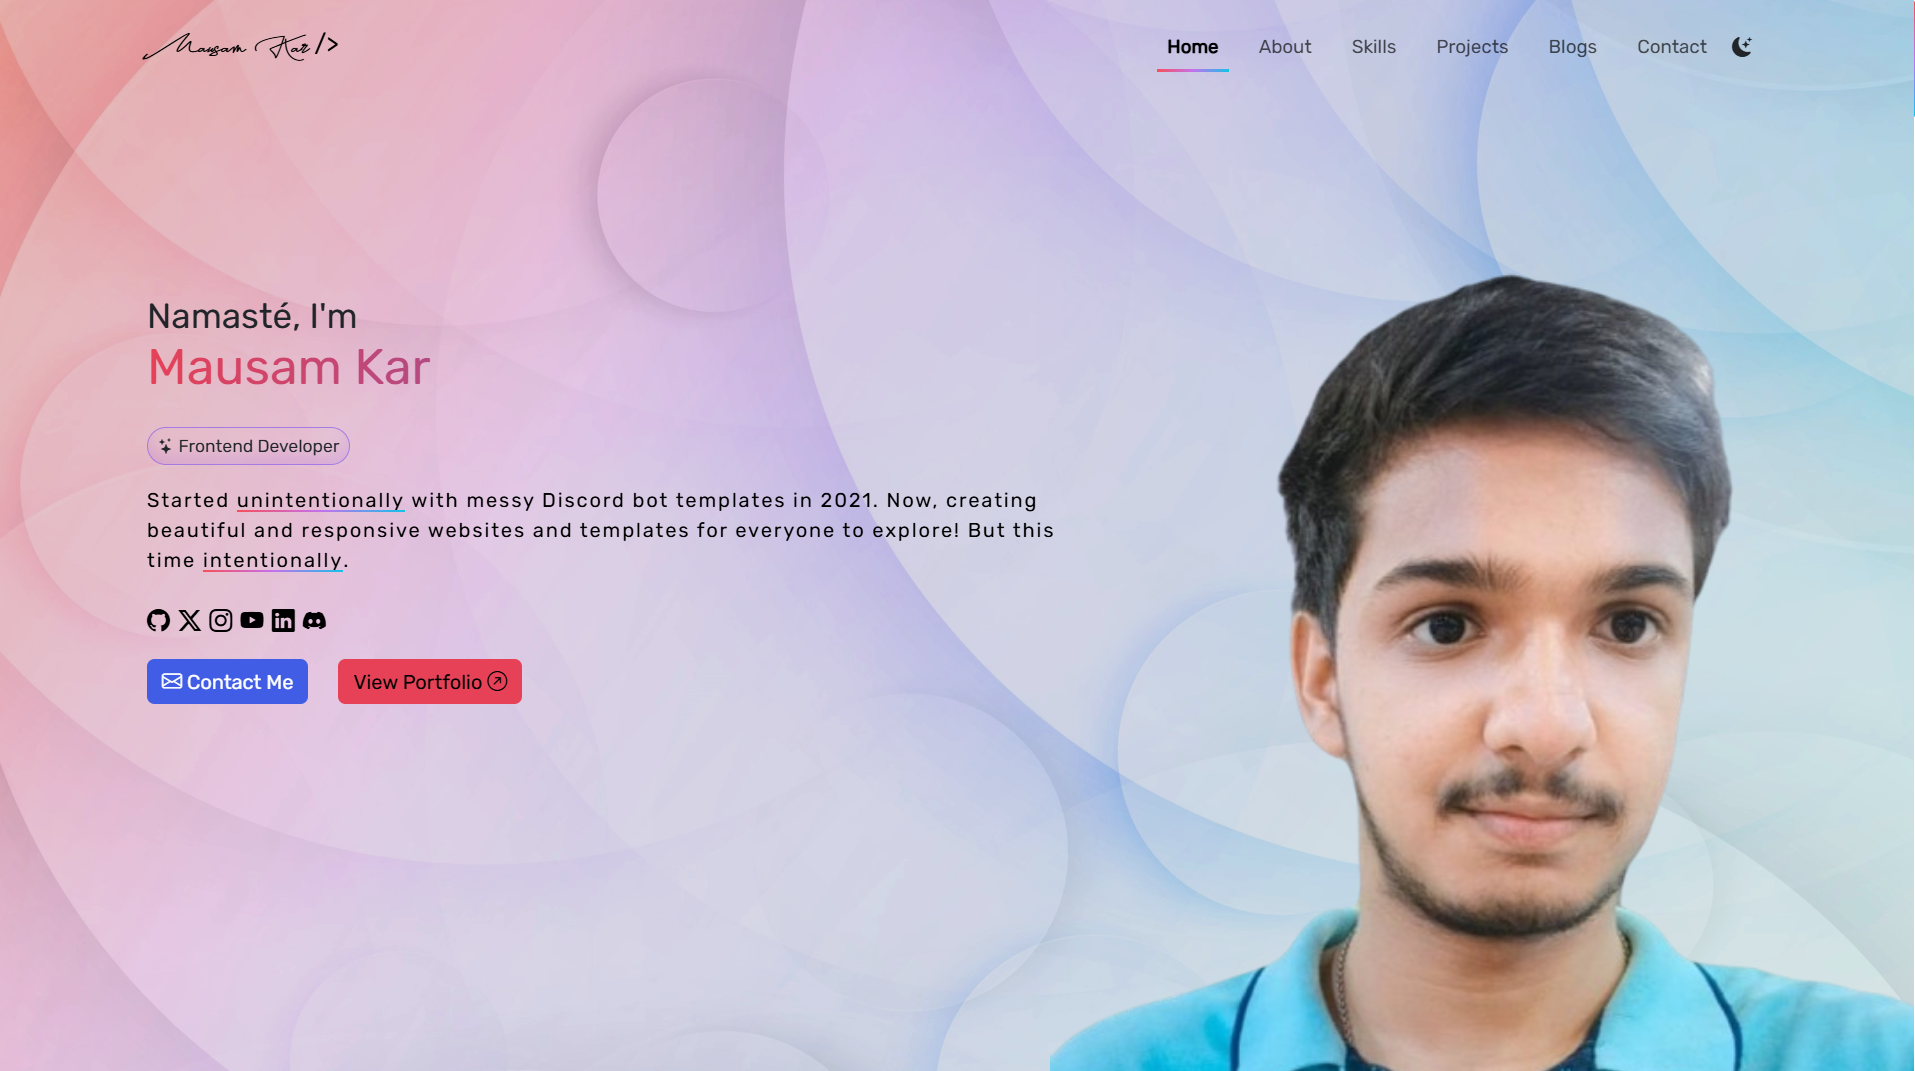 Mausam Kar />
Home About Skills Projects Blogs Contact
Namasté, I'm
Mausam Kar
Frontend Developer
Started unintentionally with messy Discord bot templates in 2021. Now, creating
beautiful and responsive websites and templates for everyone to explore! But this
time intentionally.
Contact Me View Portfolio